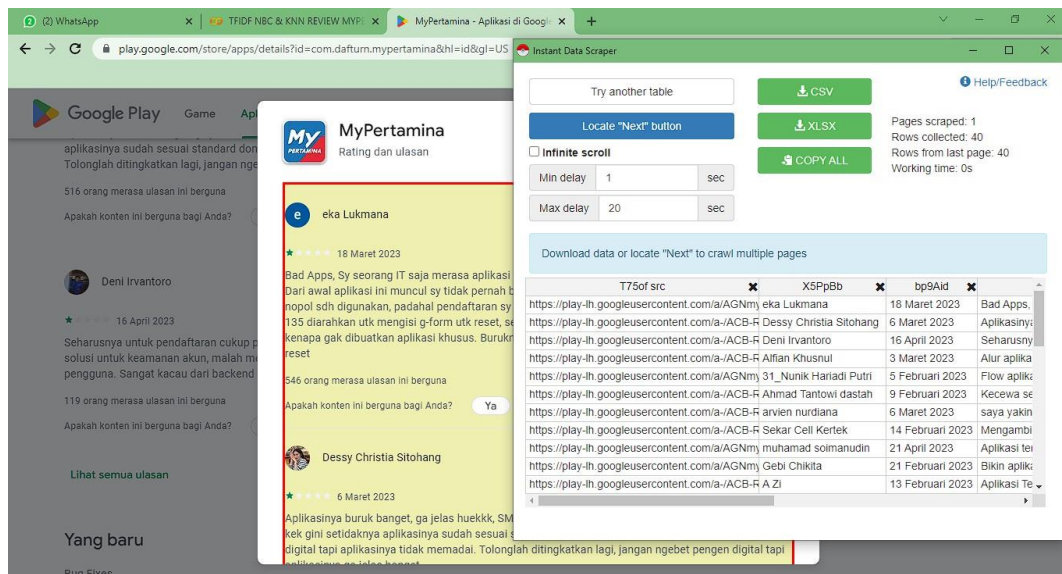 (2) WhatsApp
TFIDF NBC & KNN REVIEW MYPE
MyPertamina - Aplikasi di Google
play.google.com/store/apps/details?id=com.dafturn.mypertamina&hl=id&gl=US
Google Play Game Apl
aplikasinya sudah sesuai standard don
Tolonglah ditingkatkan lagi, jangan nge
516 orang merasa ulasan ini berguna
Apakah konten ini berguna bagi Anda?
Deni Irvantoro
16 April 2023
Seharusnya untuk pendaftaran cukup p
solusi untuk keamanan akun, malah me
pengguna. Sangat kacau dari backend
119 orang merasa ulasan ini berguna
Apakah konten ini berguna bagi Anda?
Lihat semua ulasan
Yang baru
Bug Fixes
My
PERTAMINA
MyPertamina
Rating dan ulasan
e
eka Lukmana
18 Maret 2023
Bad Apps, Sy seorang IT saja merasa aplikasi
Dari awal aplikasi ini muncul sy tidak pernah b
nopol sdh digunakan, padahal pendaftaran sy
135 diarahkan utk mengisi g-form utk reset, se
kenapa gak dibuatkan aplikasi khusus. Burukn
reset
546 orang merasa ulasan ini berguna
Apakah konten ini berguna bagi Anda? Ya
Dessy Christia Sitohang
6 Maret 2023
Aplikasinya buruk banget, ga jelas huekkk, SM
kek gini setidaknya aplikasinya sudah sesuai s
digital tapi aplikasinya tidak memadai. Tolonglah ditingkatkan lagi, jangan ngebet pengen digital tapi
aplikasinya ga jelas banget
Instant Data Scraper
Try another table
Locate "Next" button
Infinite scroll
Min delay 1 sec
Max delay 20 sec
CSV
XLSX
COPY ALL
Help/Feedback
Pages scraped: 1
Rows collected: 40
Rows from last page: 40
Working time: 0s
Download data or locate "Next" to crawl multiple pages
T75of src X5PpBb bp9Aid
https://play-lh.googleusercontent.com/a/AGNmy eka Lukmana 18 Maret 2023 Bad Apps,
https://play-lh.googleusercontent.com/a-/ACB-R Dessy Christia Sitohang 6 Maret 2023 Aplikasinya
https://play-lh.googleusercontent.com/a-/ACB-R Deni Irvantoro 16 April 2023 Seharusny
https://play-lh.googleusercontent.com/a-/ACB-R Alfian Khusnul 3 Maret 2023 Alur aplika
https://play-lh.googleusercontent.com/a/AGNmy 31_Nunik Hariadi Putri 5 Februari 2023 Flow aplika
https://play-lh.googleusercontent.com/a-/ACB-R Ahmad Tantowi dastah 9 Februari 2023 Kecewa se
https://play-lh.googleusercontent.com/a-/ACB-R arvien nurdiana 6 Maret 2023 saya yakin
https://play-lh.googleusercontent.com/a-/ACB-R Sekar Cell Kertek 14 Februari 2023 Mengambi
https://play-lh.googleusercontent.com/a/AGNmy muhamad soimanudin 21 April 2023 Aplikasi ter
https://play-lh.googleusercontent.com/a/AGNmy Gebi Chikita 21 Februari 2023 Bikin aplika
https://play-lh.googleusercontent.com/a-/ACB-R A Zi 13 Februari 2023 Aplikasi Te